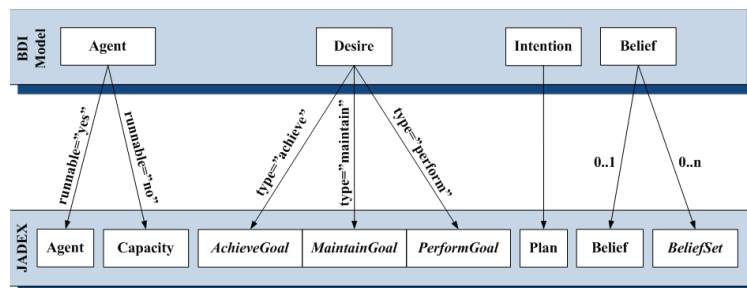 BDI
Model
Agent
Desire
Intention
Belief
runnable=”yes”
runnable=”no”
type=”achieve”
type=”maintain”
type=”perform”
0..1
0..n
JADEX
Agent
Capacity
AchieveGoal
MaintainGoal
PerformGoal
Plan
Belief
BeliefSet